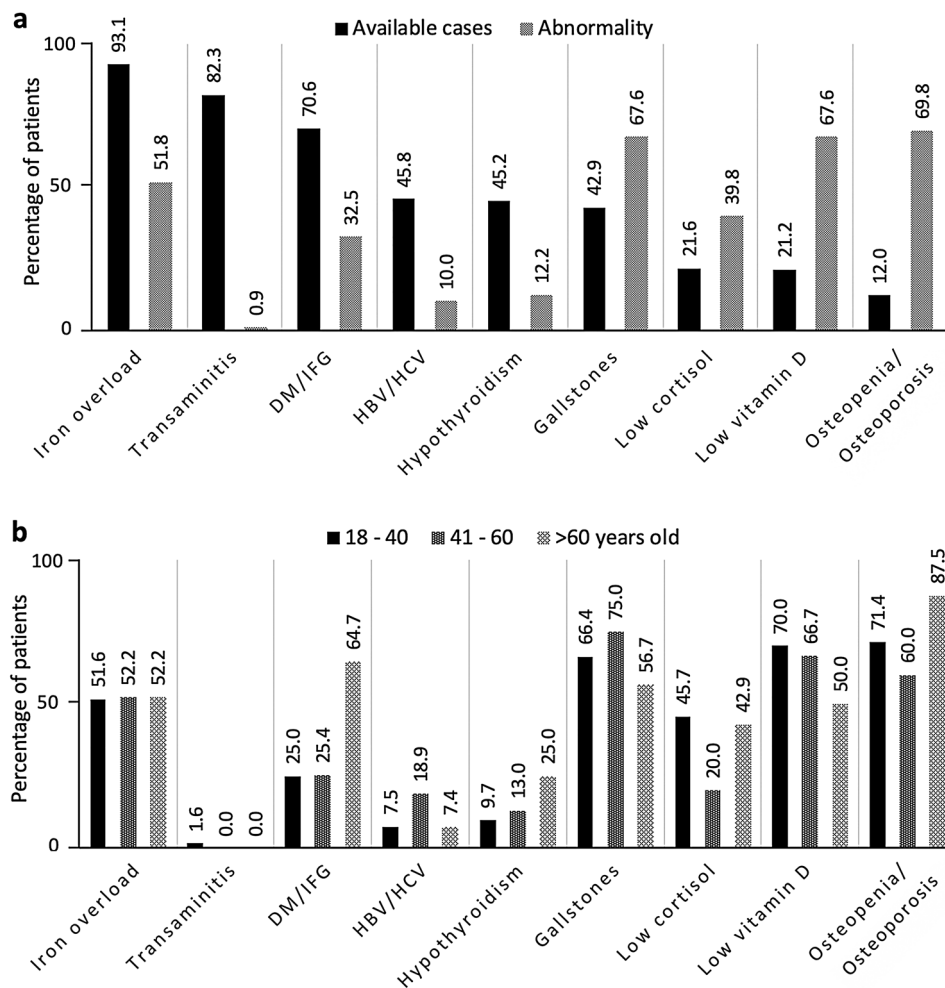 a
Available cases Abnormality
Percentage of patients
100
50
0
93.1 51.8 82.3 0.9 70.6 32.5 45.8 10.0 45.2 12.2 42.9 67.6 21.6 39.8 21.2 67.6 12.0 69.8
Iron overload
Transaminitis
DM/IFG
HBV/HCV
Hypothyroidism
Gallstones
Low cortisol
Low vitamin D
Osteopenia/
Osteoporosis
b
18 - 40 41 - 60 >60 years old
Percentage of patients
100
50
0
51.6 52.2 52.2 1.6 0.0 0.0 25.0 25.4 64.7 7.5 18.9 7.4 9.7 13.0 25.0 66.4 75.0 56.7 45.7 20.0 42.9 70.0 66.7 50.0 71.4 60.0 87.5
Iron overload
Transaminitis
DM/IFG
HBV/HCV
Hypothyroidism
Gallstones
Low cortisol
Low vitamin D
Osteopenia/
Osteoporosis